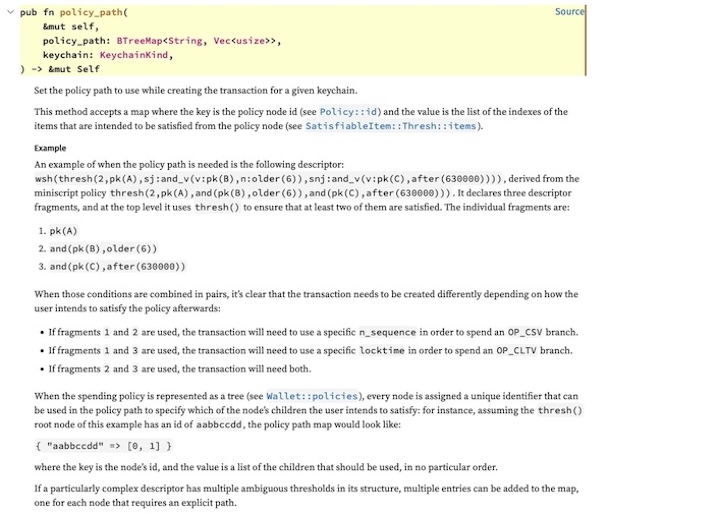 pub fn policy_path( Source
&mut self,
policy_path: BTreeMap<String, Vec<usize>>,
keychain: KeychainKind,
) -> &mut Self
Set the policy path to use while creating the transaction for a given keychain.
This method accepts a map where the key is the policy node id (see Policy::id) and the value is the list of the indexes of the
items that are intended to be satisfied from the policy node (see SatisfiableItem::Thresh::items).
Example
An example of when the policy path is needed is the following descriptor:
wsh(thresh(2,pk(A),sj:and_v(v:pk(B),n:older(6)),snj:and_v(v:pk(C),after(630000)))), derived from the
miniscript policy thresh(2,pk(A),and(pk(B),older(6)),and(pk(C),after(630000))). It declares three descriptor
fragments, and at the top level it uses thresh() to ensure that at least two of them are satisfied. The individual fragments are:
1. pk(A)
2. and(pk(B),older(6))
3. and(pk(C),after(630000))
When those conditions are combined in pairs, it's clear that the transaction needs to be created differently depending on how the
user intends to satisfy the policy afterwards:
• If fragments 1 and 2 are used, the transaction will need to use a specific n_sequence in order to spend an OP_CSV branch.
• If fragments 1 and 3 are used, the transaction will need to use a specific locktime in order to spend an OP_CLTV branch.
• If fragments 2 and 3 are used, the transaction will need both.
When the spending policy is represented as a tree (see Wallet::policies), every node is assigned a unique identifier that can
be used in the policy path to specify which of the node's children the user intends to satisfy: for instance, assuming the thresh()
root node of this example has an id of aabbccdd, the policy path map would look like:
{ "aabbccdd" => [0, 1] }
where the key is the node's id, and the value is a list of the children that should be used, in no particular order.
If a particularly complex descriptor has multiple ambiguous thresholds in its structure, multiple entries can be added to the map,
one for each node that requires an explicit path.